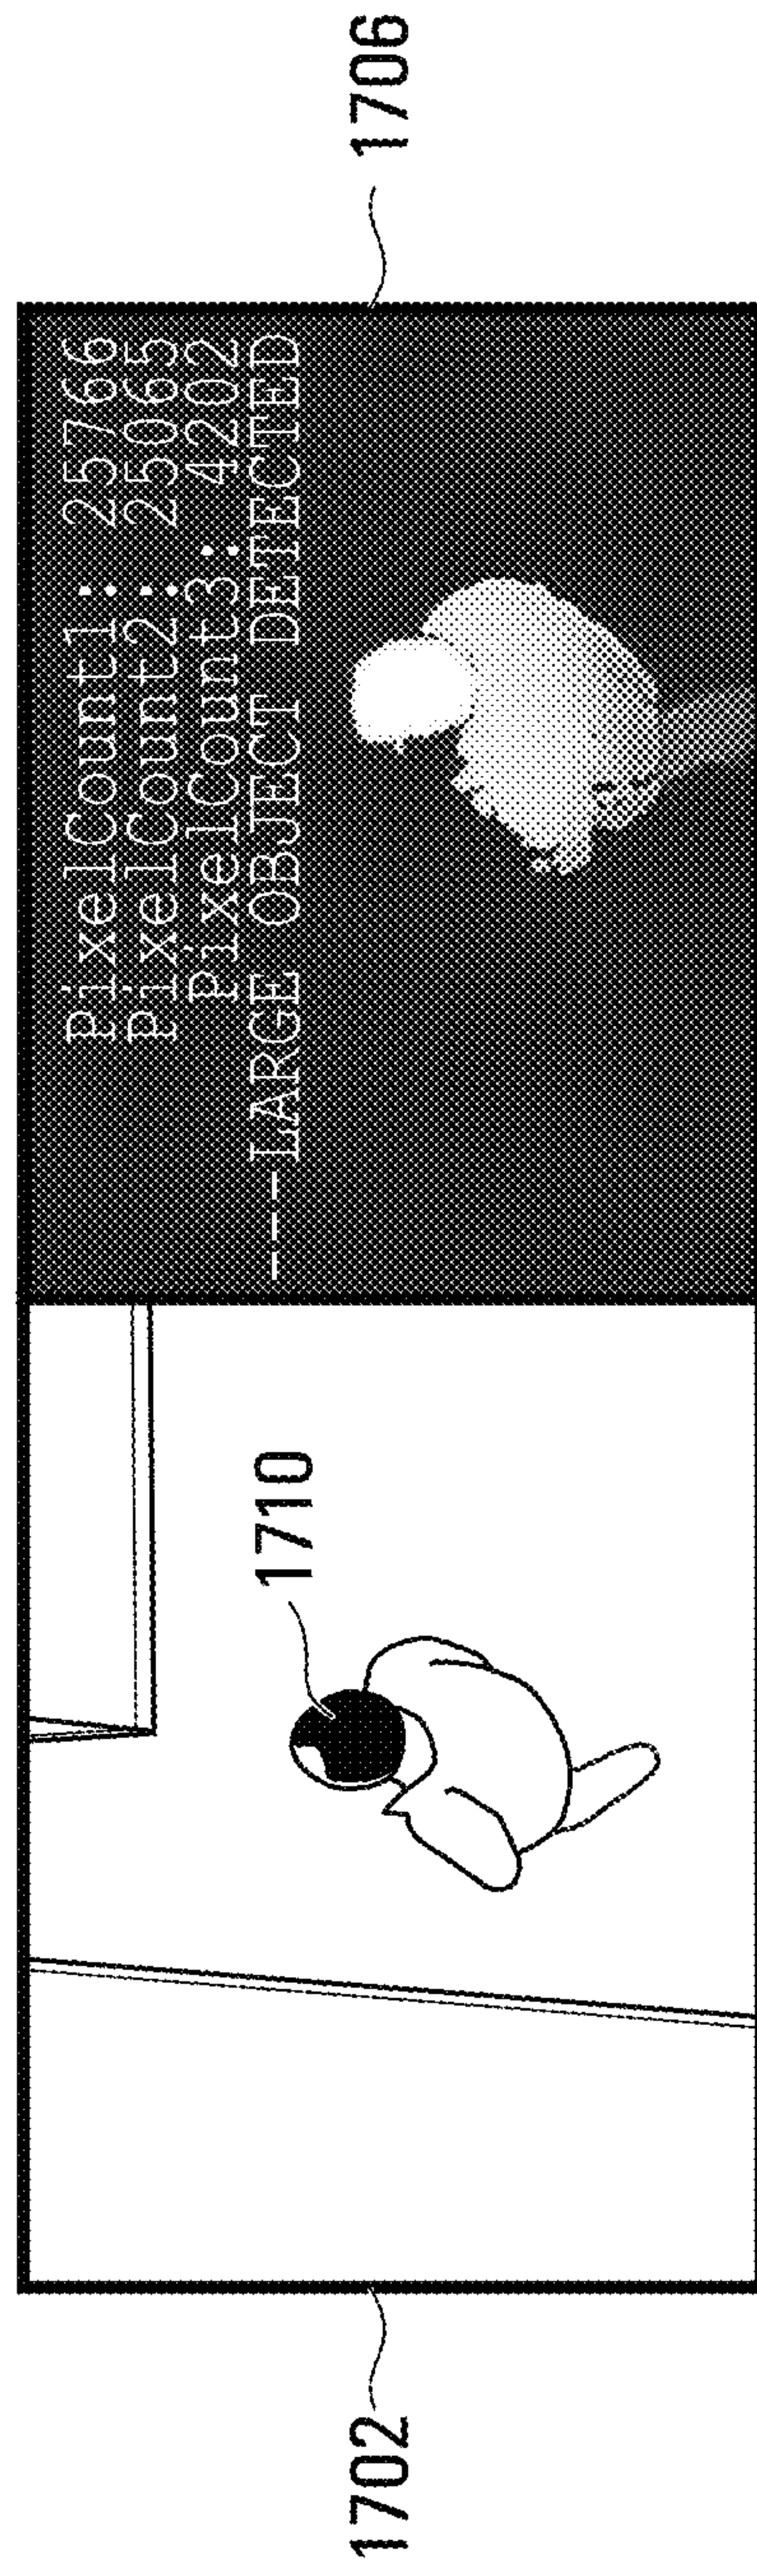 1702
1710
PixelCount1: 25766
PixelCount2: 25065
PixelCount3: 4202
---LARGE OBJECT DETECTED
1706